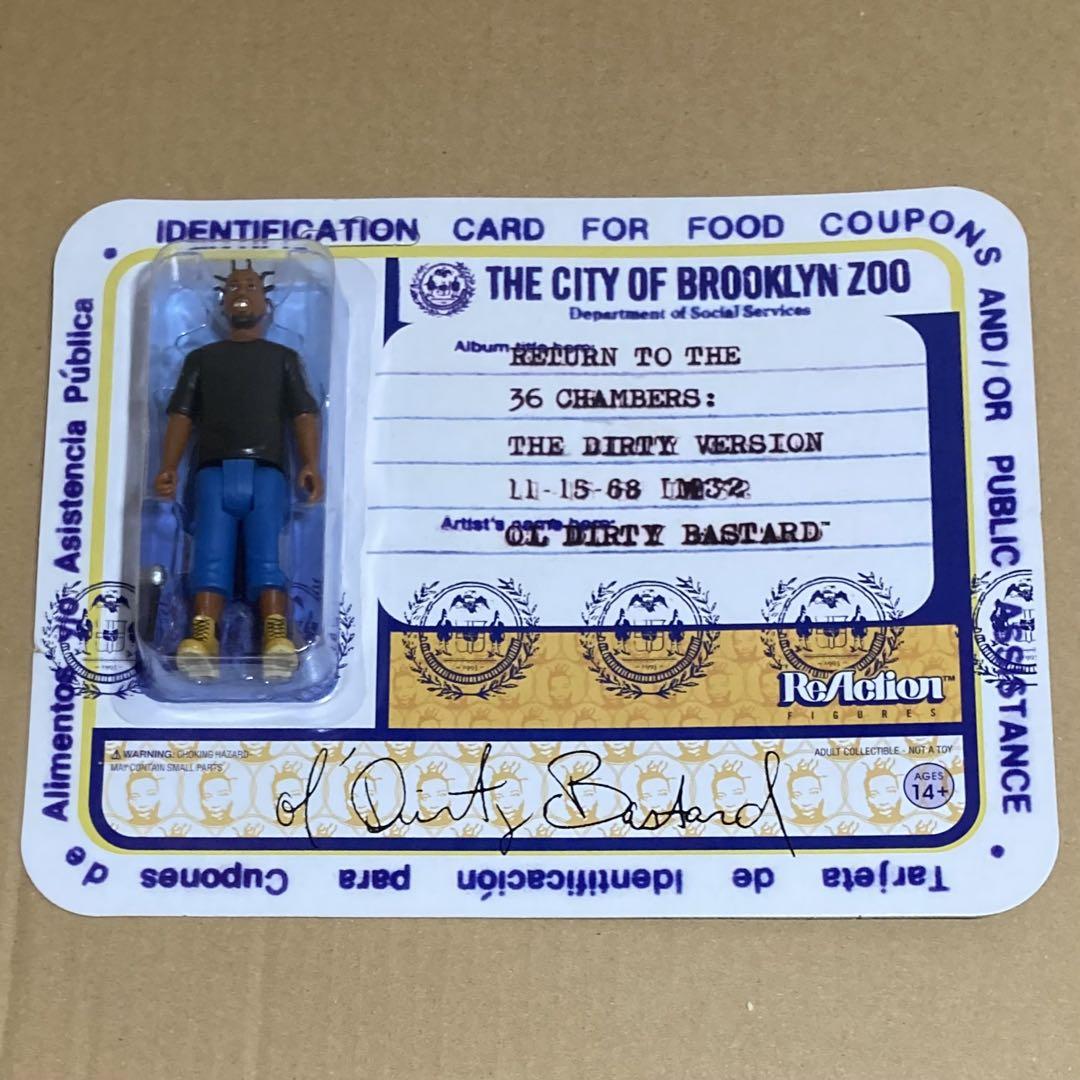 IDENTIFICATION CARD FOR FOOD COUPONS AND/OR PUBLIC ASSISTANCE
Tarjeta de Identificación para Cupones de
Alimentos Y/O Asistencia Pública
THE CITY OF BROOKLYN ZOO
Department of Social Services
Album title here:
RETURN TO THE
36 CHAMBERS:
THE DIRTY VERSION
11-15-68
Artist's name here:
OL DIRTY BASTARD™
ReAction™
FIGURES
⚠ WARNING: CHOKING HAZARD-
MAY CONTAIN SMALL PARTS
ol' Dirty Bastard
ADULT COLLECTIBLE - NOT A TOY
AGES
14+